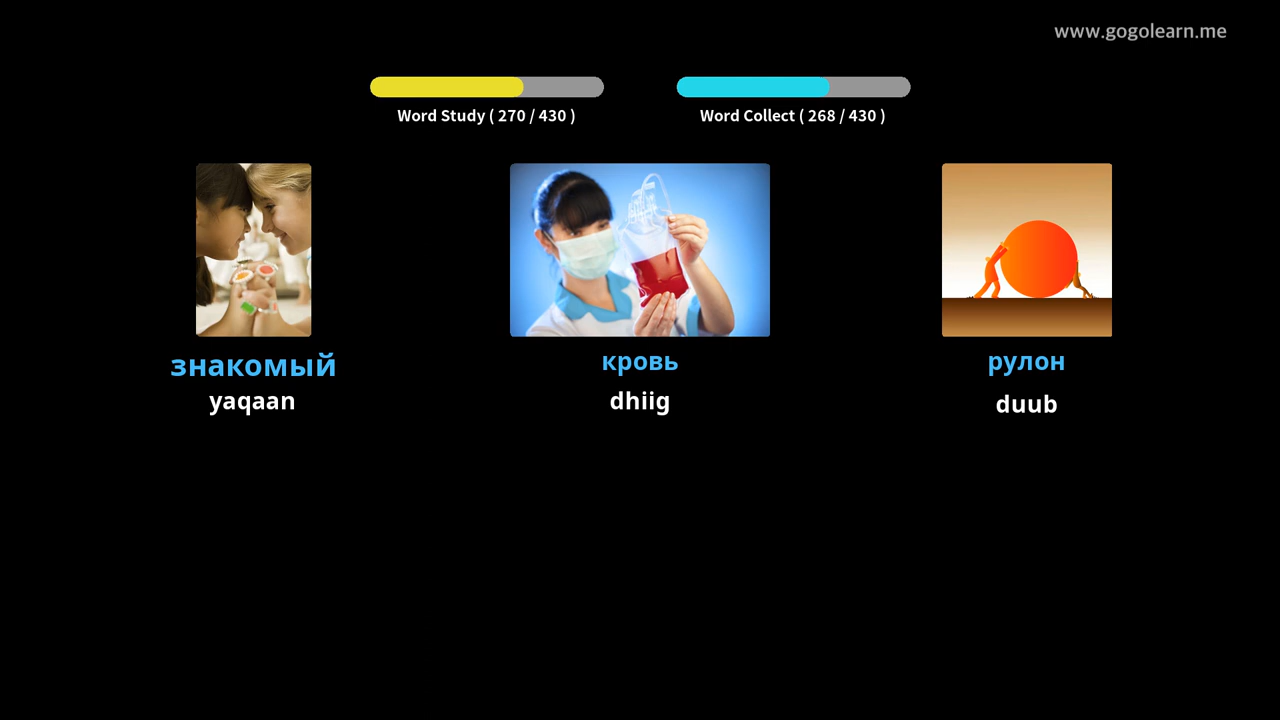 www.gogolearn.me
Word Study ( 270 / 430 )
Word Collect ( 268 / 430 )
знакомый
yaqaan
кровь
dhiig
рулон
duub